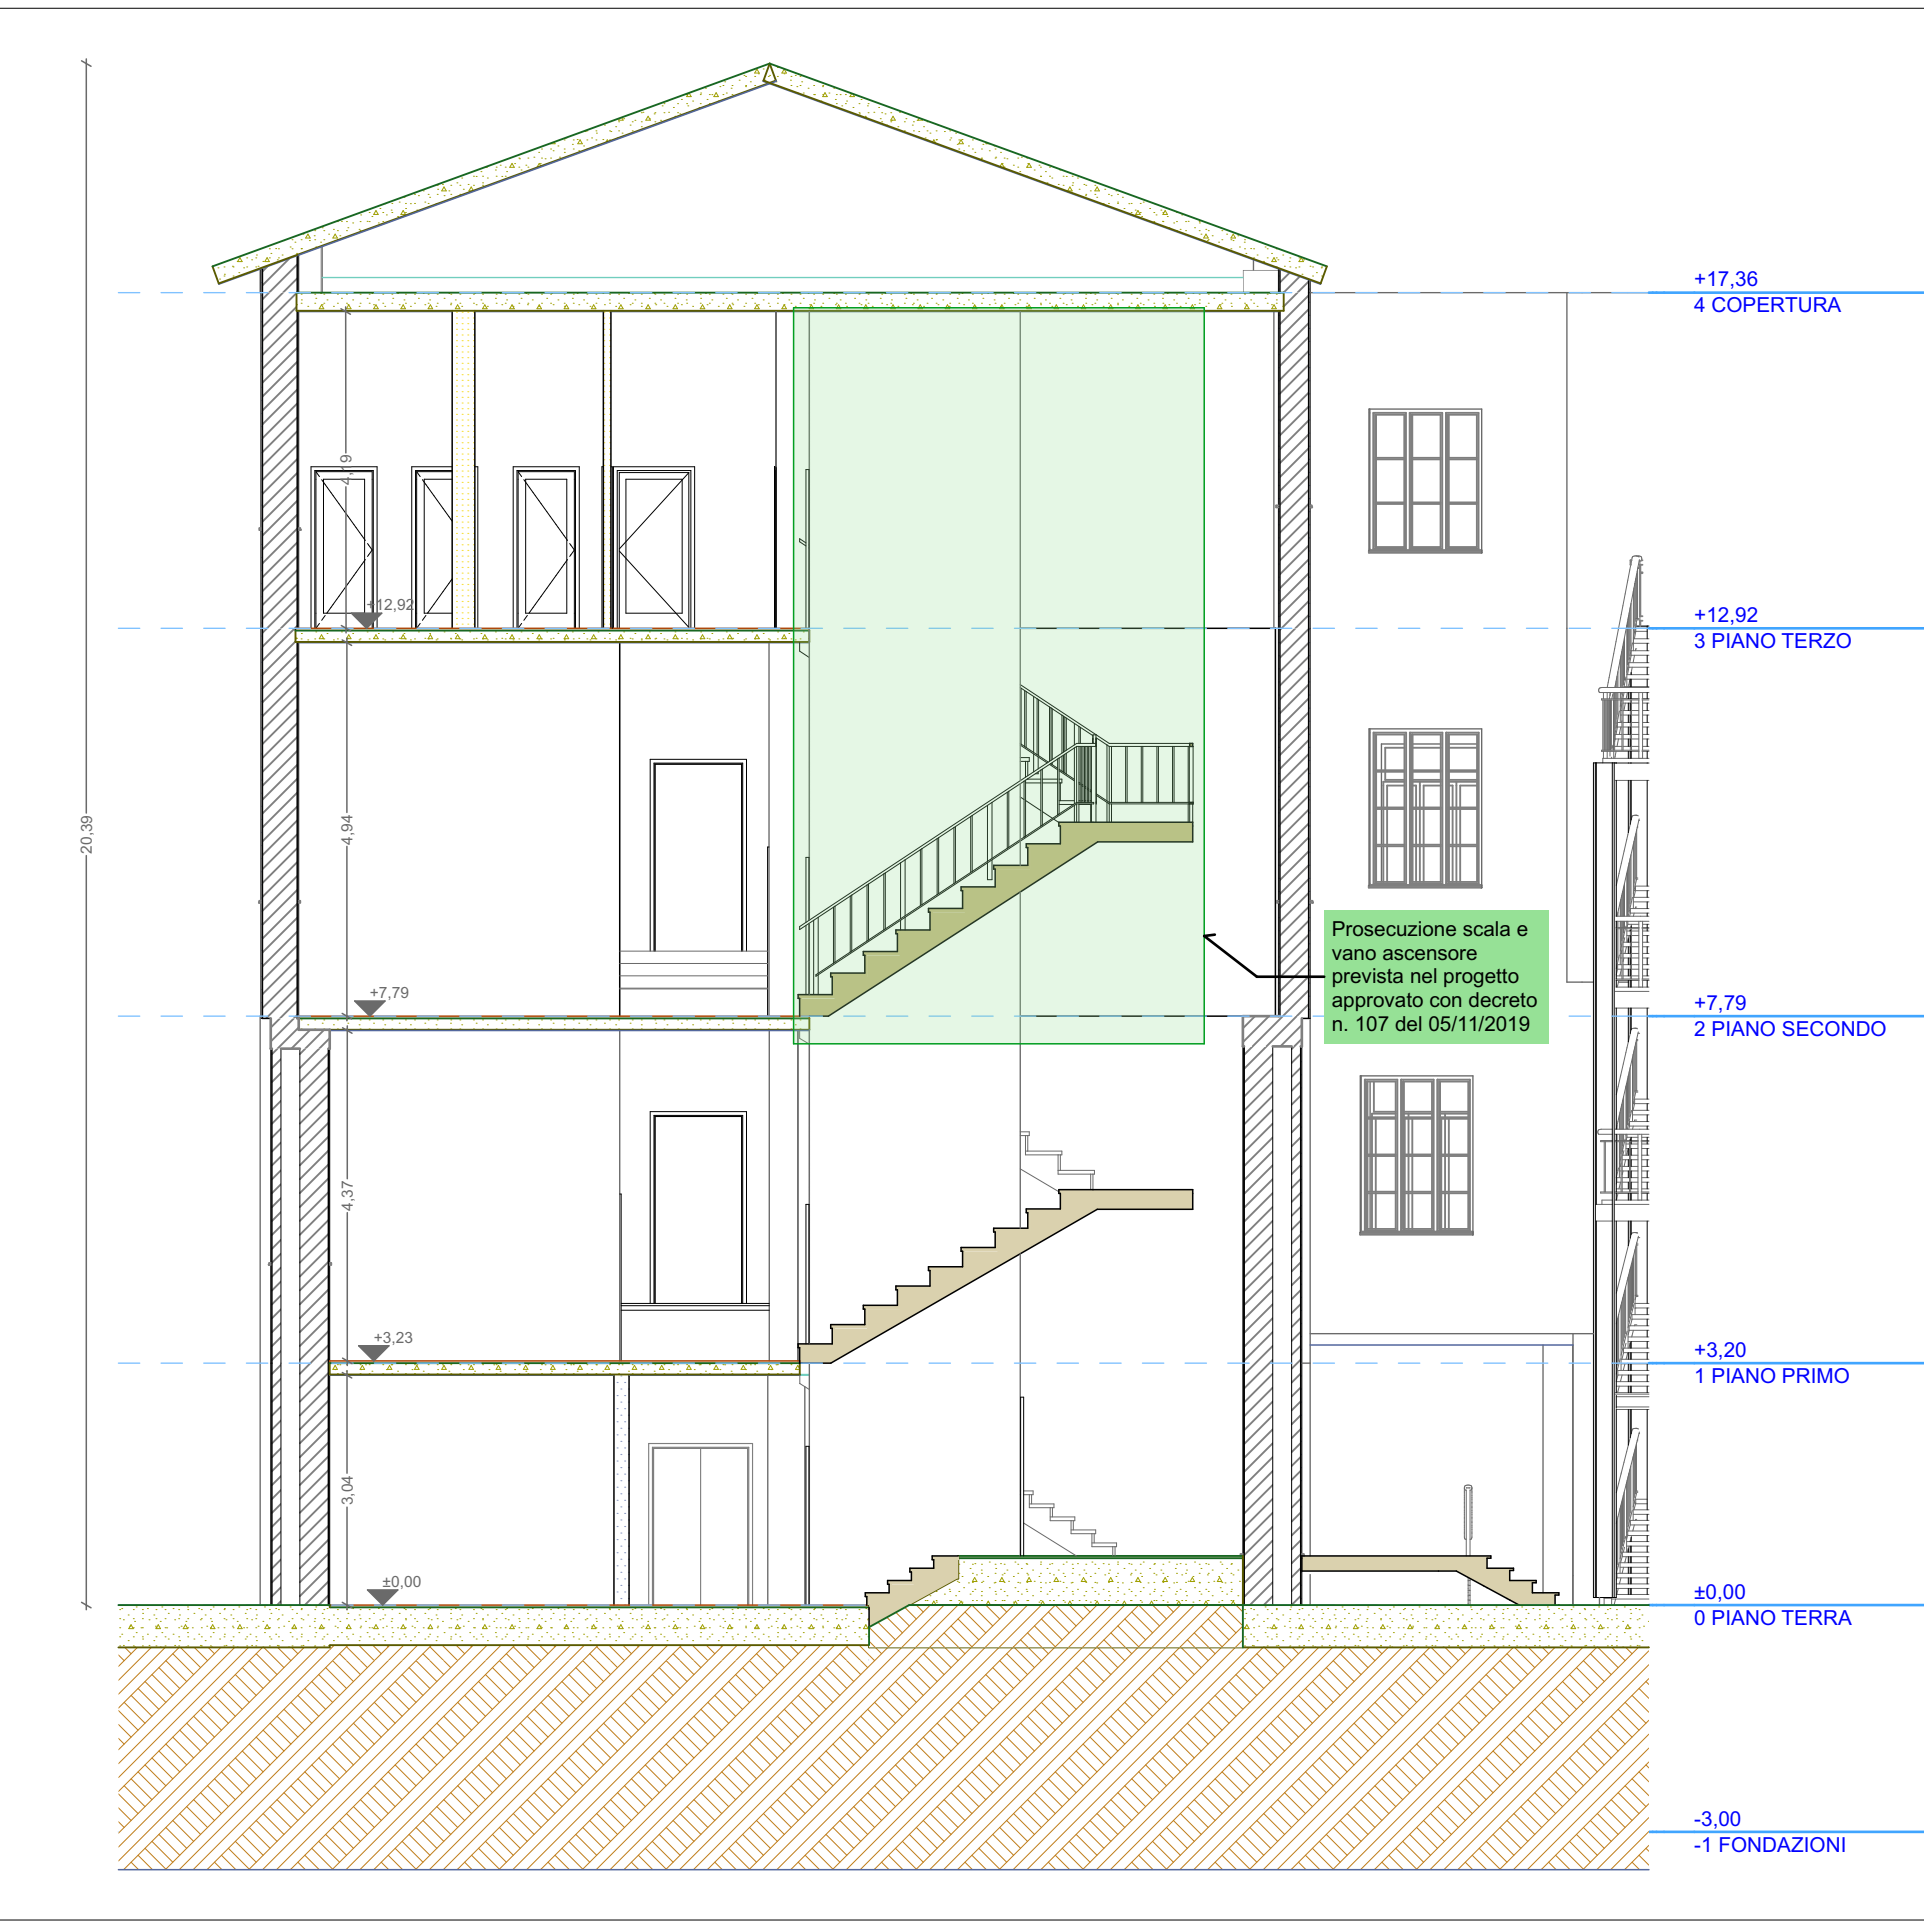 +17,36
4 COPERTURA
4,19
+12,92
+12,92
3 PIANO TERZO
20,39
4,94
Prosecuzione scala e
vano ascensore
prevista nel progetto
approvato con decreto
n. 107 del 05/11/2019
+7,79
+7,79
2 PIANO SECONDO
4,37
+3,23
+3,20
1 PIANO PRIMO
3,04
±0,00
±0,00
0 PIANO TERRA
-3,00
-1 FONDAZIONI